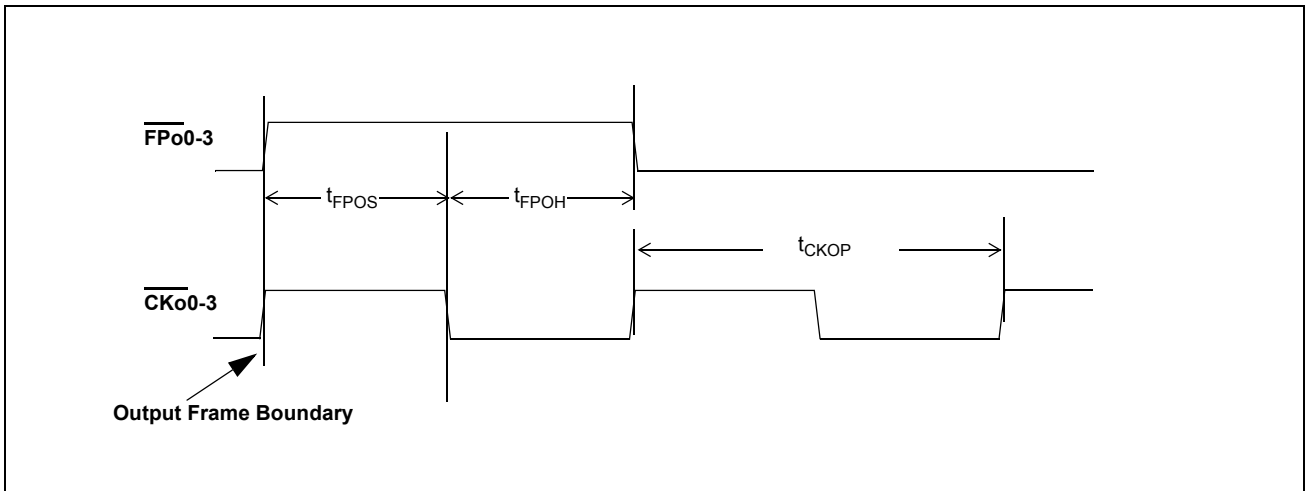 FPo0-3
tFPOS
tFPOH
tCKOP
CKo0-3
Output Frame Boundary